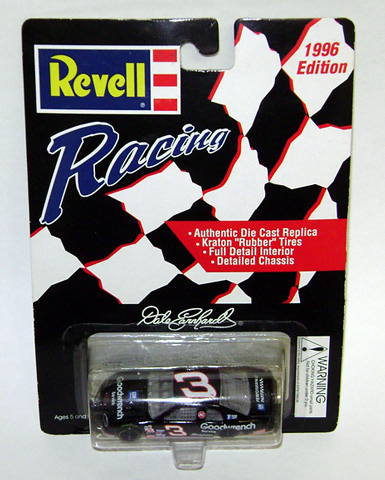 1996
Edition
Revell
Racing
• Authentic Die Cast Replica
• Kraton "Rubber" Tires
• Full Detail Interior
• Detailed Chassis
Dale Earnhardt
WARNING
3
Goodwrench
3
Goodwrench
Ages 5 and